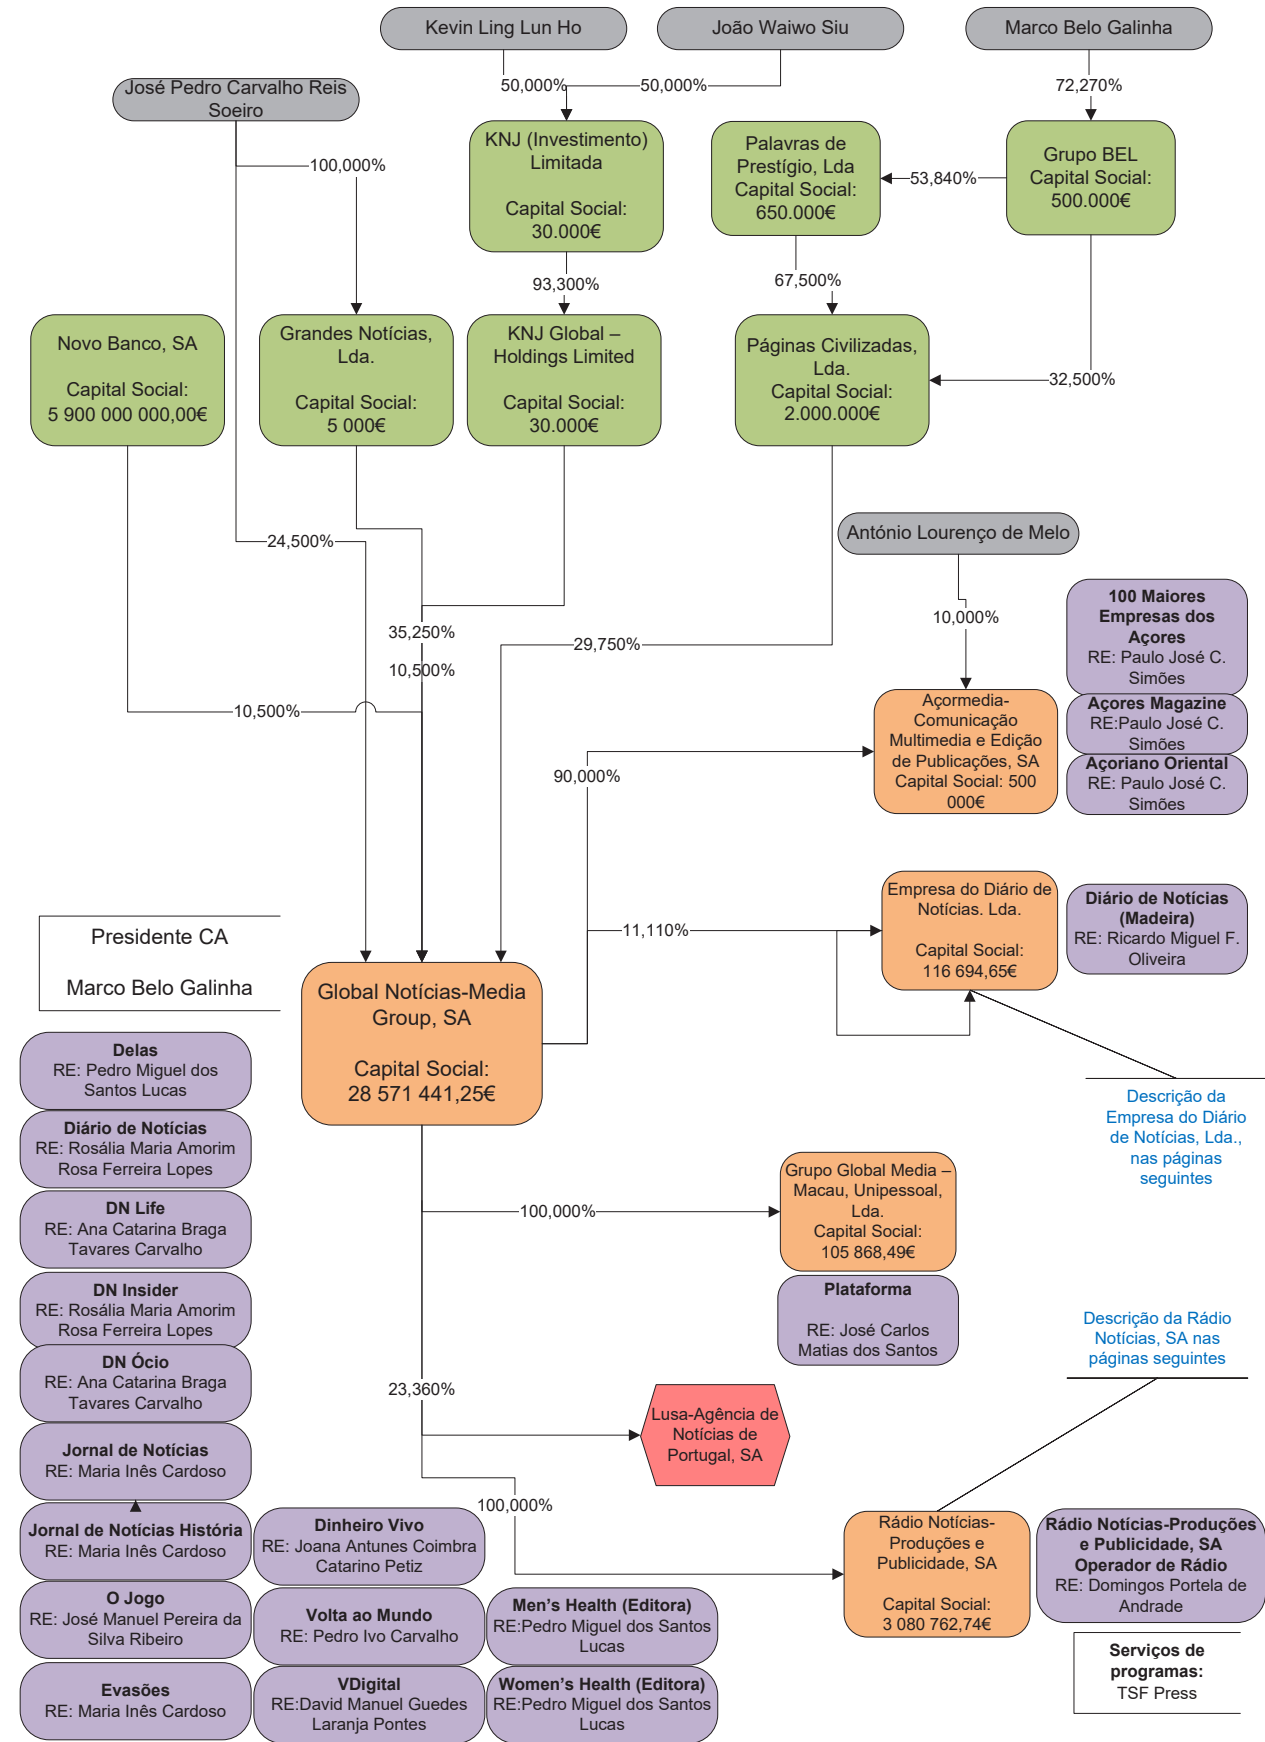 Kevin Ling Lun Ho
João Waiwo Siu
Marco Belo Galinha
José Pedro Carvalho Reis
Soeiro
50,000%
50,000%
72,270%
100,000%
KNJ (Investimento)
Limitada
Capital Social:
30.000€
Palavras de
Prestígio, Lda
Capital Social:
650.000€
53,840%
Grupo BEL
Capital Social:
500.000€
93,300%
67,500%
32,500%
Novo Banco, SA
Capital Social:
5 900 000 000,00€
Grandes Notícias,
Lda.
Capital Social:
5 000€
KNJ Global –
Holdings Limited
Capital Social:
30.000€
Páginas Civilizadas,
Lda.
Capital Social:
2.000.000€
24,500%
António Lourenço de Melo
10,000%
35,250%
10,500%
29,750%
10,500%
100 Maiores
Empresas dos
Açores
RE: Paulo José C.
Simões
Açores Magazine
RE:Paulo José C.
Simões
Açoriano Oriental
RE: Paulo José C.
Simões
Açormedia-
Comunicação
Multimedia e Edição
de Publicações, SA
Capital Social: 500
000€
90,000%
11,110%
Empresa do Diário de
Notícias. Lda.
Capital Social:
116 694,65€
Diário de Notícias
(Madeira)
RE: Ricardo Miguel F.
Oliveira
Presidente CA
Marco Belo Galinha
Global Notícias-Media
Group, SA
Capital Social:
28 571 441,25€
Descrição da
Empresa do Diário
de Notícias, Lda.,
nas páginas
seguintes
Delas
RE: Pedro Miguel dos
Santos Lucas
Diário de Notícias
RE: Rosália Maria Amorim
Rosa Ferreira Lopes
DN Life
RE: Ana Catarina Braga
Tavares Carvalho
DN Insider
RE: Rosália Maria Amorim
Rosa Ferreira Lopes
DN Ócio
RE: Ana Catarina Braga
Tavares Carvalho
Jornal de Notícias
RE: Maria Inês Cardoso
Jornal de Notícias História
RE: Maria Inês Cardoso
O Jogo
RE: José Manuel Pereira da
Silva Ribeiro
Evasões
RE: Maria Inês Cardoso
100,000%
Grupo Global Media –
Macau, Unipessoal,
Lda.
Capital Social:
105 868,49€
Plataforma
RE: José Carlos
Matias dos Santos
Descrição da Rádio
Notícias, SA nas
páginas seguintes
23,360%
Lusa-Agência de
Notícias de
Portugal, SA
100,000%
Dinheiro Vivo
RE: Joana Antunes Coimbra
Catarino Petiz
Volta ao Mundo
RE: Pedro Ivo Carvalho
VDigital
RE:David Manuel Guedes
Laranja Pontes
Men’s Health (Editora)
RE:Pedro Miguel dos Santos
Lucas
Women’s Health (Editora)
RE:Pedro Miguel dos Santos
Lucas
Rádio Notícias-
Produções e
Publicidade, SA
Capital Social:
3 080 762,74€
Rádio Notícias-Produções
e Publicidade, SA
Operador de Rádio
RE: Domingos Portela de
Andrade
Serviços de
programas:
TSF Press